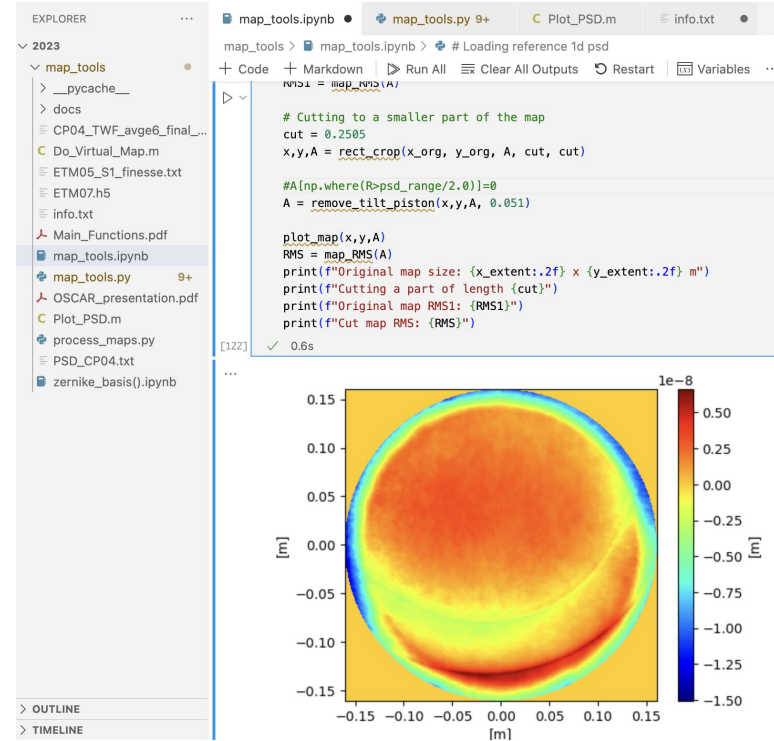 EXPLORER
···
map_tools.ipynb
map_tools.py 9+
C Plot_PSD.m
info.txt
2023
map_tools > map_tools.ipynb > # Loading reference 1d psd
map_tools
+ Code + Markdown Run All Clear All Outputs Restart Variables ···
__pycache__
docs
CP04_TWF_avge6_final_...
C Do_Virtual_Map.m
ETM05_S1_finesse.txt
ETM07.h5
info.txt
Main_Functions.pdf
map_tools.ipynb
map_tools.py 9+
OSCAR_presentation.pdf
C Plot_PSD.m
process_maps.py
PSD_CP04.txt
zernike_basis().ipynb
OUTLINE
TIMELINE
RMS1 = map_RMS(A)
# Cutting to a smaller part of the map
cut = 0.2505
x,y,A = rect_crop(x_org, y_org, A, cut, cut)
#A[np.where(R>psd_range/2.0)]=0
A = remove_tilt_piston(x,y,A, 0.051)
plot_map(x,y,A)
RMS = map_RMS(A)
print(f"Original map size: {x_extent:.2f} x {y_extent:.2f} m")
print(f"Cutting a part of length {cut}")
print(f"Original map RMS1: {RMS1}")
print(f"Cut map RMS: {RMS}")
[122] ✓ 0.6s
...
1e−8
0.15
0.10
0.05
0.00
−0.05
−0.10
−0.15
[m]
−0.15 −0.10 −0.05 0.00 0.05 0.10 0.15
[m]
0.50
0.25
0.00
−0.25
−0.50
−0.75
−1.00
−1.25
−1.50
[m]